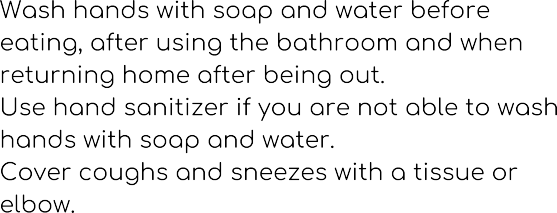 Wash hands with soap and water before
eating, after using the bathroom and when
returning home after being out.
Use hand sanitizer if you are not able to wash
hands with soap and water.
Cover coughs and sneezes with a tissue or
elbow.